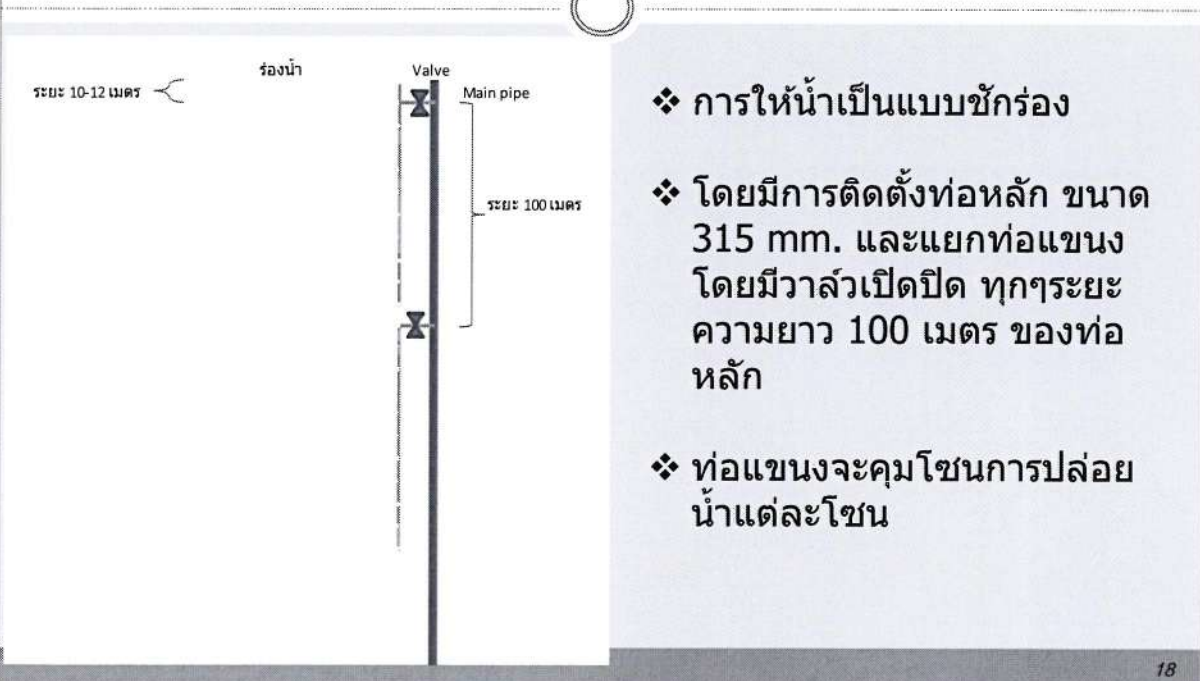 ร่องน้ำ
Valve
ระยะ 10-12 เมตร
Main pipe
ระยะ 100 เมตร
❖ การให้น้ำเป็นแบบชักร่อง
❖ โดยมีการติดตั้งท่อหลัก ขนาด
315 mm. และแยกท่อแขนง
โดยมีวาล์วเปิดปิด ทุกๆระยะ
ความยาว 100 เมตร ของท่อ
หลัก
❖ ท่อแขนงจะคุมโซนการปล่อย
น้ำแต่ละโซน
18